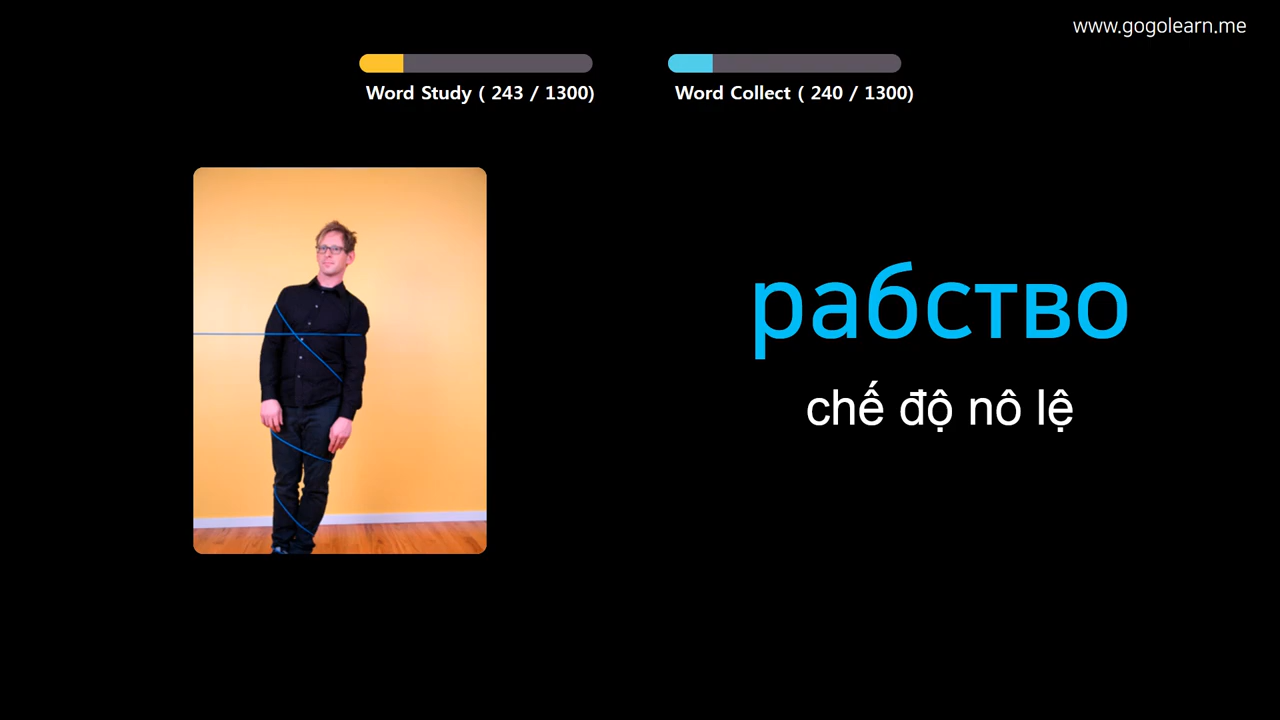 www.gogolearn.me
Word Study ( 243 / 1300)
Word Collect ( 240 / 1300)
рабство
chế độ nô lệ